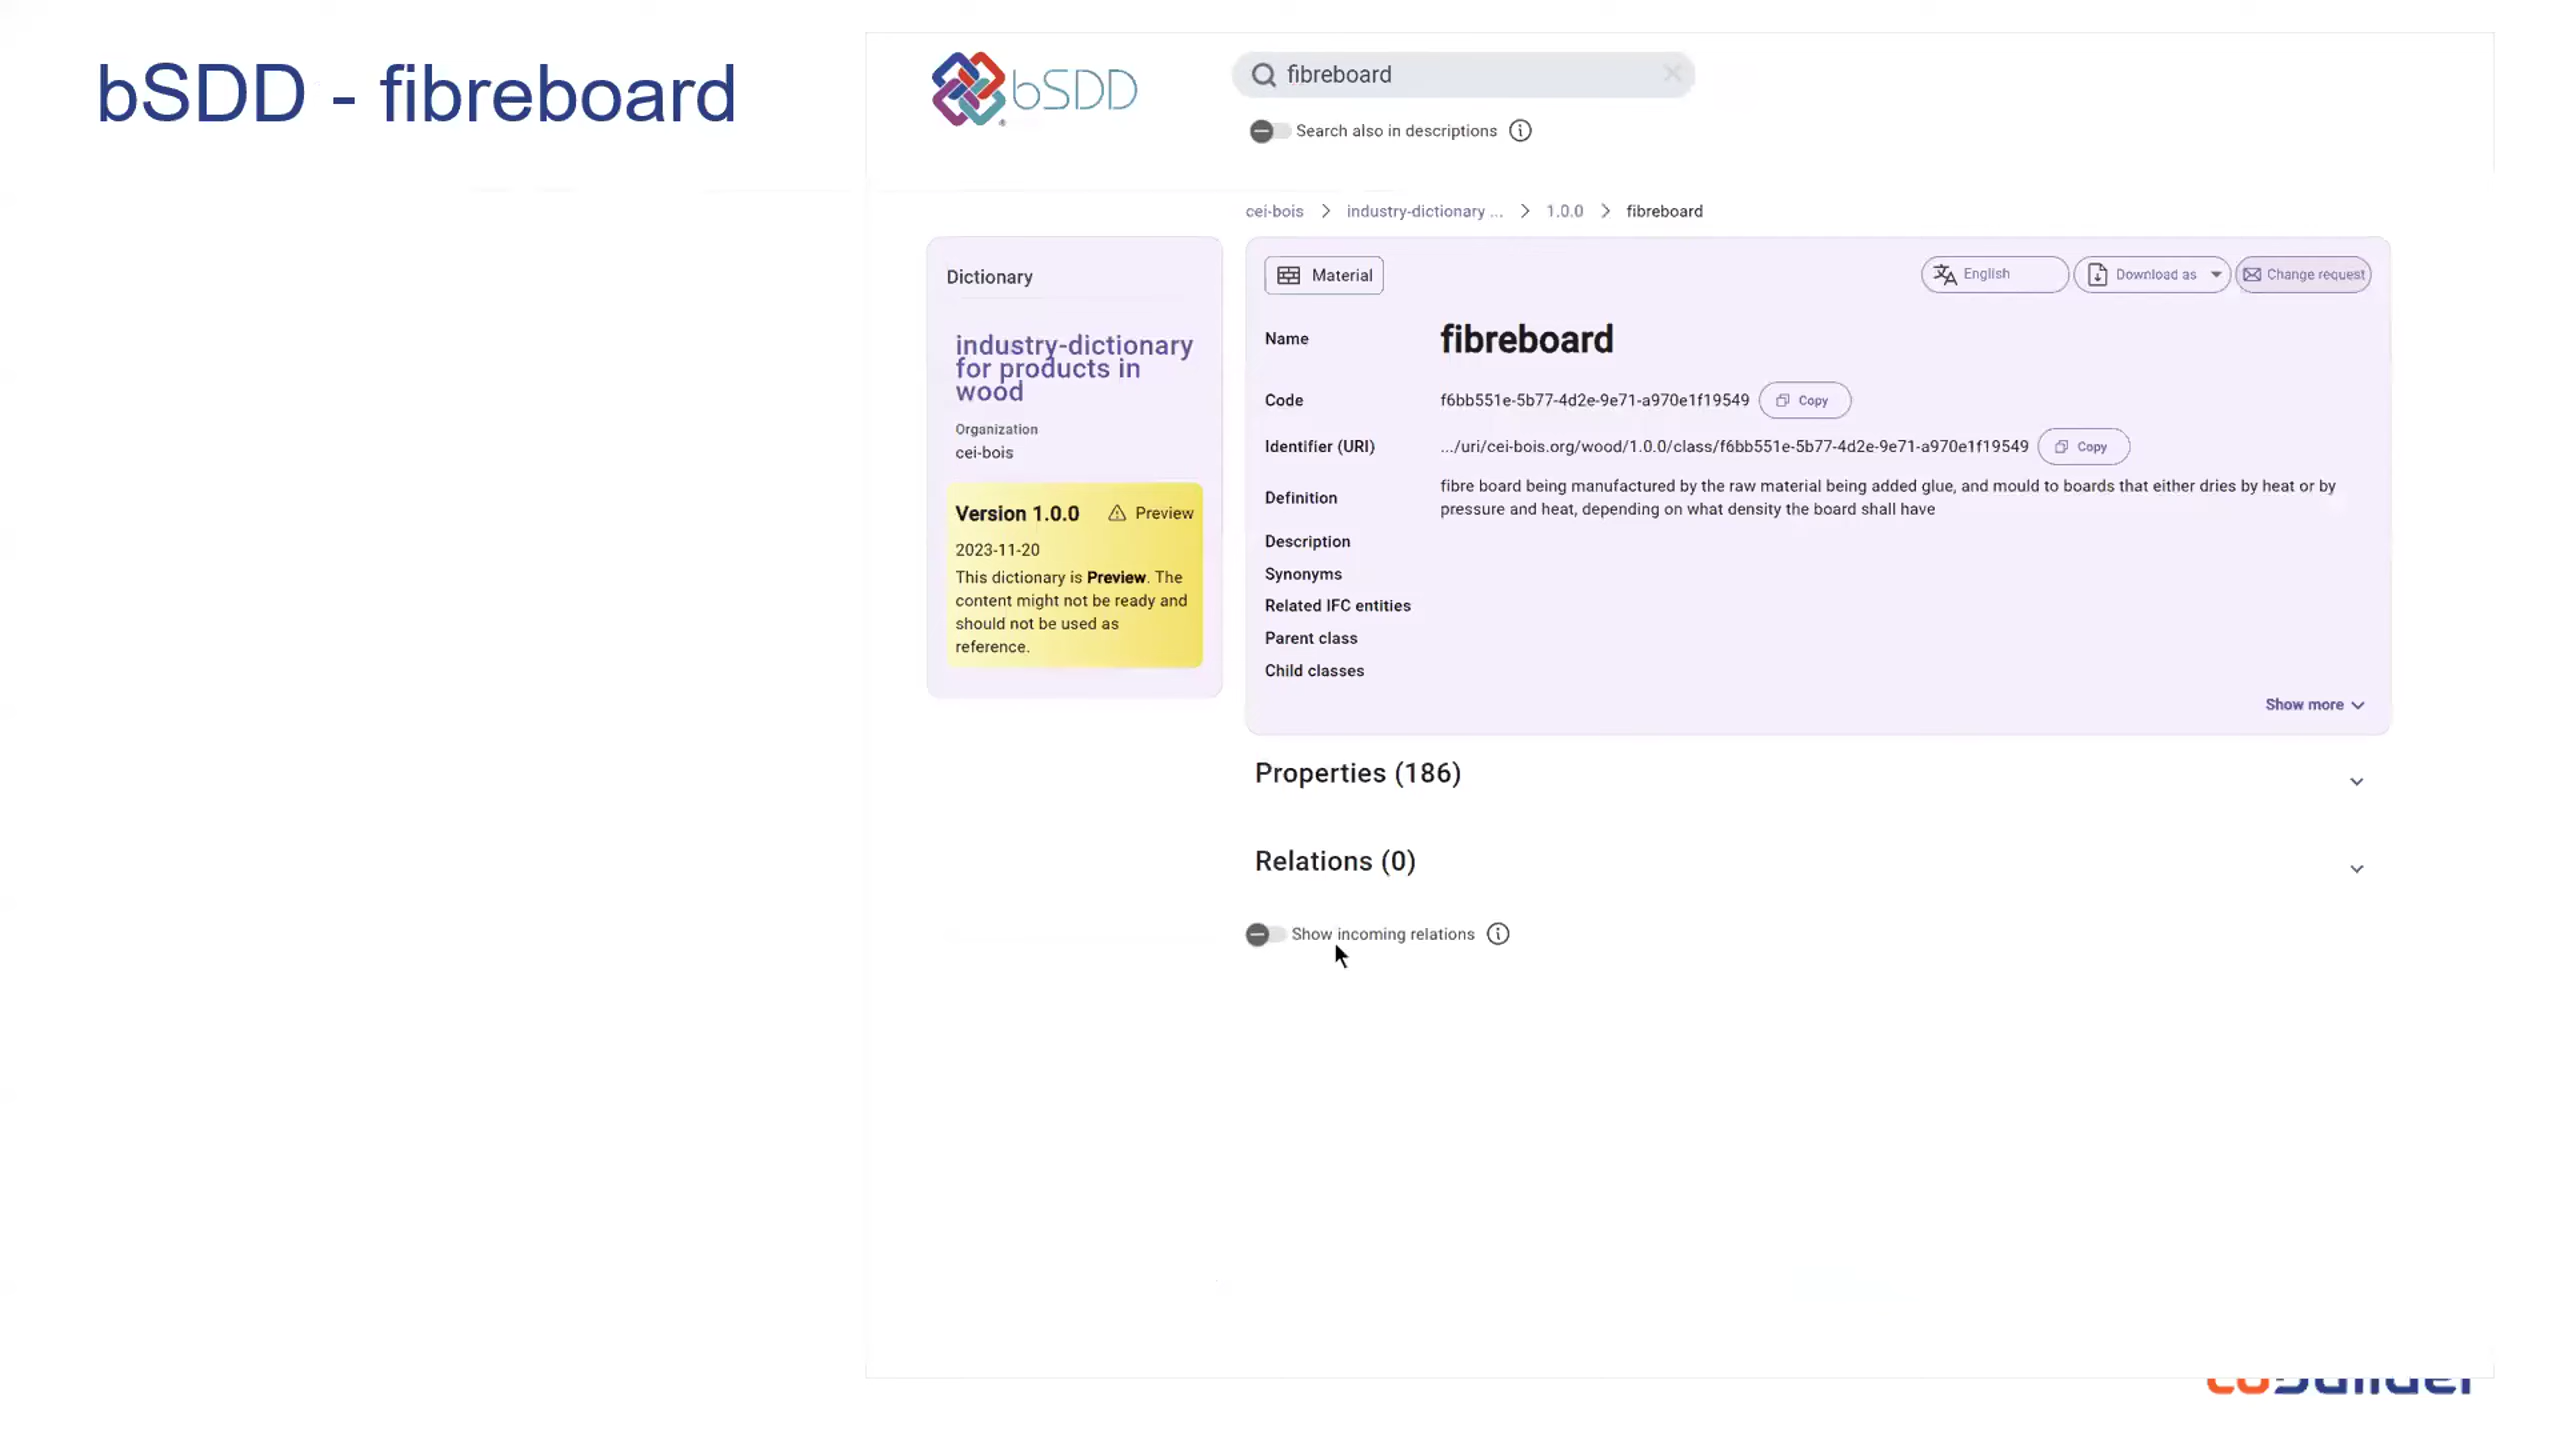 bSDD - fibreboard
bSDD
fibreboard
Search also in descriptions
cei-bois > industry-dictionary ... > 1.0.0 > fibreboard
Dictionary
industry-dictionary
for products in
wood
Organization
cei-bois
Version 1.0.0 Preview
2023-11-20
This dictionary is Preview. The
content might not be ready and
should not be used as
reference.
Material
English
Download as
Change request
Name fibreboard
Code f6bb551e-5b77-4d2e-9e71-a970e1f19549 Copy
Identifier (URI) .../uri/cei-bois.org/wood/1.0.0/class/f6bb551e-5b77-4d2e-9e71-a970e1f19549 Copy
Definition fibre board being manufactured by the raw material being added glue, and mould to boards that either dries by heat or by
pressure and heat, depending on what density the board shall have
Description
Synonyms
Related IFC entities
Parent class
Child classes
Show more
Properties (186)
Relations (0)
Show incoming relations
cobuilder